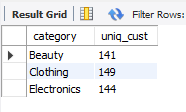 Result Grid Filter Rows:
category uniq_cust
Beauty 141
Clothing 149
Electronics 144